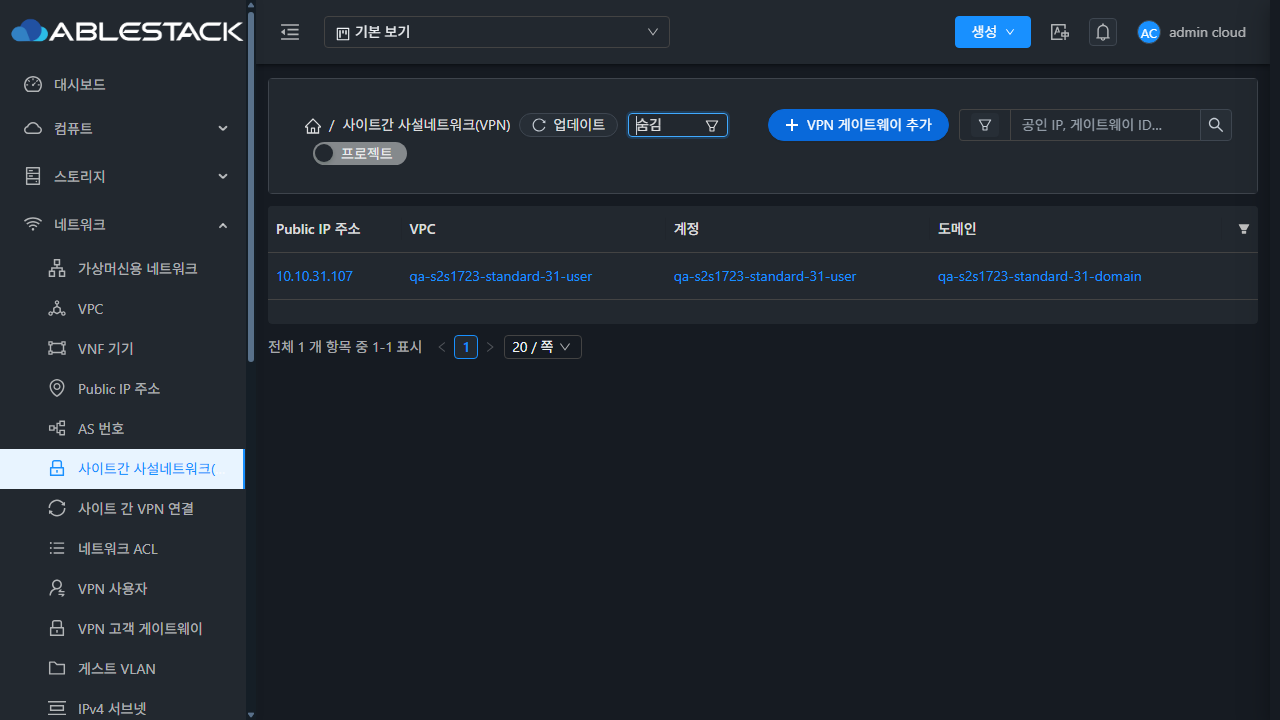 ABLESTACK
기본 보기
생성
AC
admin cloud
대시보드
컴퓨트
스토리지
네트워크
가상머신용 네트워크
VPC
VNF 기기
Public IP 주소
AS 번호
사이트간 사설네트워크(
사이트 간 VPN 연결
네트워크 ACL
VPN 사용자
VPN 고객 게이트웨이
게스트 VLAN
IPv4 서브넷
/ 사이트간 사설네트워크(VPN)
업데이트
숨김
프로젝트
VPN 게이트웨이 추가
공인 IP, 게이트웨이 ID...
Public IP 주소 VPC 계정 도메인
10.10.31.107 qa-s2s1723-standard-31-user qa-s2s1723-standard-31-user qa-s2s1723-standard-31-domain
전체 1 개 항목 중 1-1 표시 1 20 / 쪽